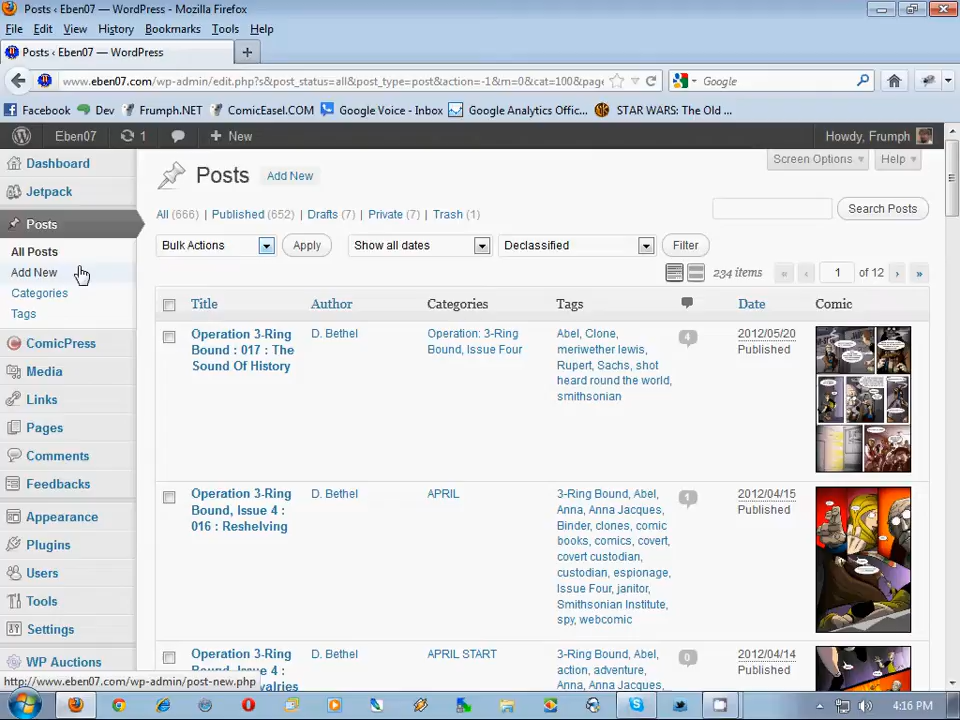 Posts ‹ Eben07 — WordPress - Mozilla Firefox
File Edit View History Bookmarks Tools Help
Posts ‹ Eben07 — WordPress
www.eben07.com/wp-admin/edit.php?s&post_status=all&post_type=post&action=-1&m=0&cat=100&page
Google
Facebook Dev Frumph.NET ComicEasel.COM Google Voice - Inbox Google Analytics Offic... STAR WARS: The Old ...
Eben07 1 + New Howdy, Frumph
Dashboard
Jetpack
Posts
All Posts
Add New
Categories
Tags
ComicPress
Media
Links
Pages
Comments
Feedbacks
Appearance
Plugins
Users
Tools
Settings
WP Auctions
Screen Options Help
Posts Add New
All (666) | Published (652) | Drafts (7) | Private (7) | Trash (1)
Search Posts
Bulk Actions Apply Show all dates Declassified Filter
234 items « ‹ 1 of 12 › »
Title Author Categories Tags Date Comic
Operation 3-Ring
Bound : 017 : The
Sound Of History
D. Bethel
Operation: 3-Ring
Bound, Issue Four
Abel, Clone,
meriwether lewis,
Rupert, Sachs, shot
heard round the world,
smithsonian
4
2012/05/20
Published
Operation 3-Ring
Bound, Issue 4 :
016 : Reshelving
D. Bethel
APRIL
3-Ring Bound, Abel,
Anna, Anna Jacques,
Binder, clones, comic
books, comics, covert,
covert custodian,
custodian, espionage,
Issue Four, janitor,
Smithsonian Institute,
spy, webcomic
1
2012/04/15
Published
Operation 3-Ring
Bound, Issue 4 :
D. Bethel
APRIL START
3-Ring Bound, Abel,
action, adventure,
Anna, Anna Jacques,
0
2012/04/14
Published
http://www.eben07.com/wp-admin/post-new.php
4:16 PM